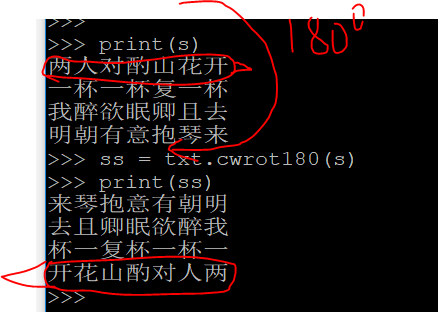 >>>
>>> print(s)
两人对酌山花开
一杯一杯复一杯
我醉欲眠卿且去
明朝有意抱琴来
>>> ss = txt.cwrot180(s)
>>> print(ss)
来琴抱意有朝明
去且卿眠欲醉我
杯一复杯一杯一
开花山酌对人两
>>>
180°